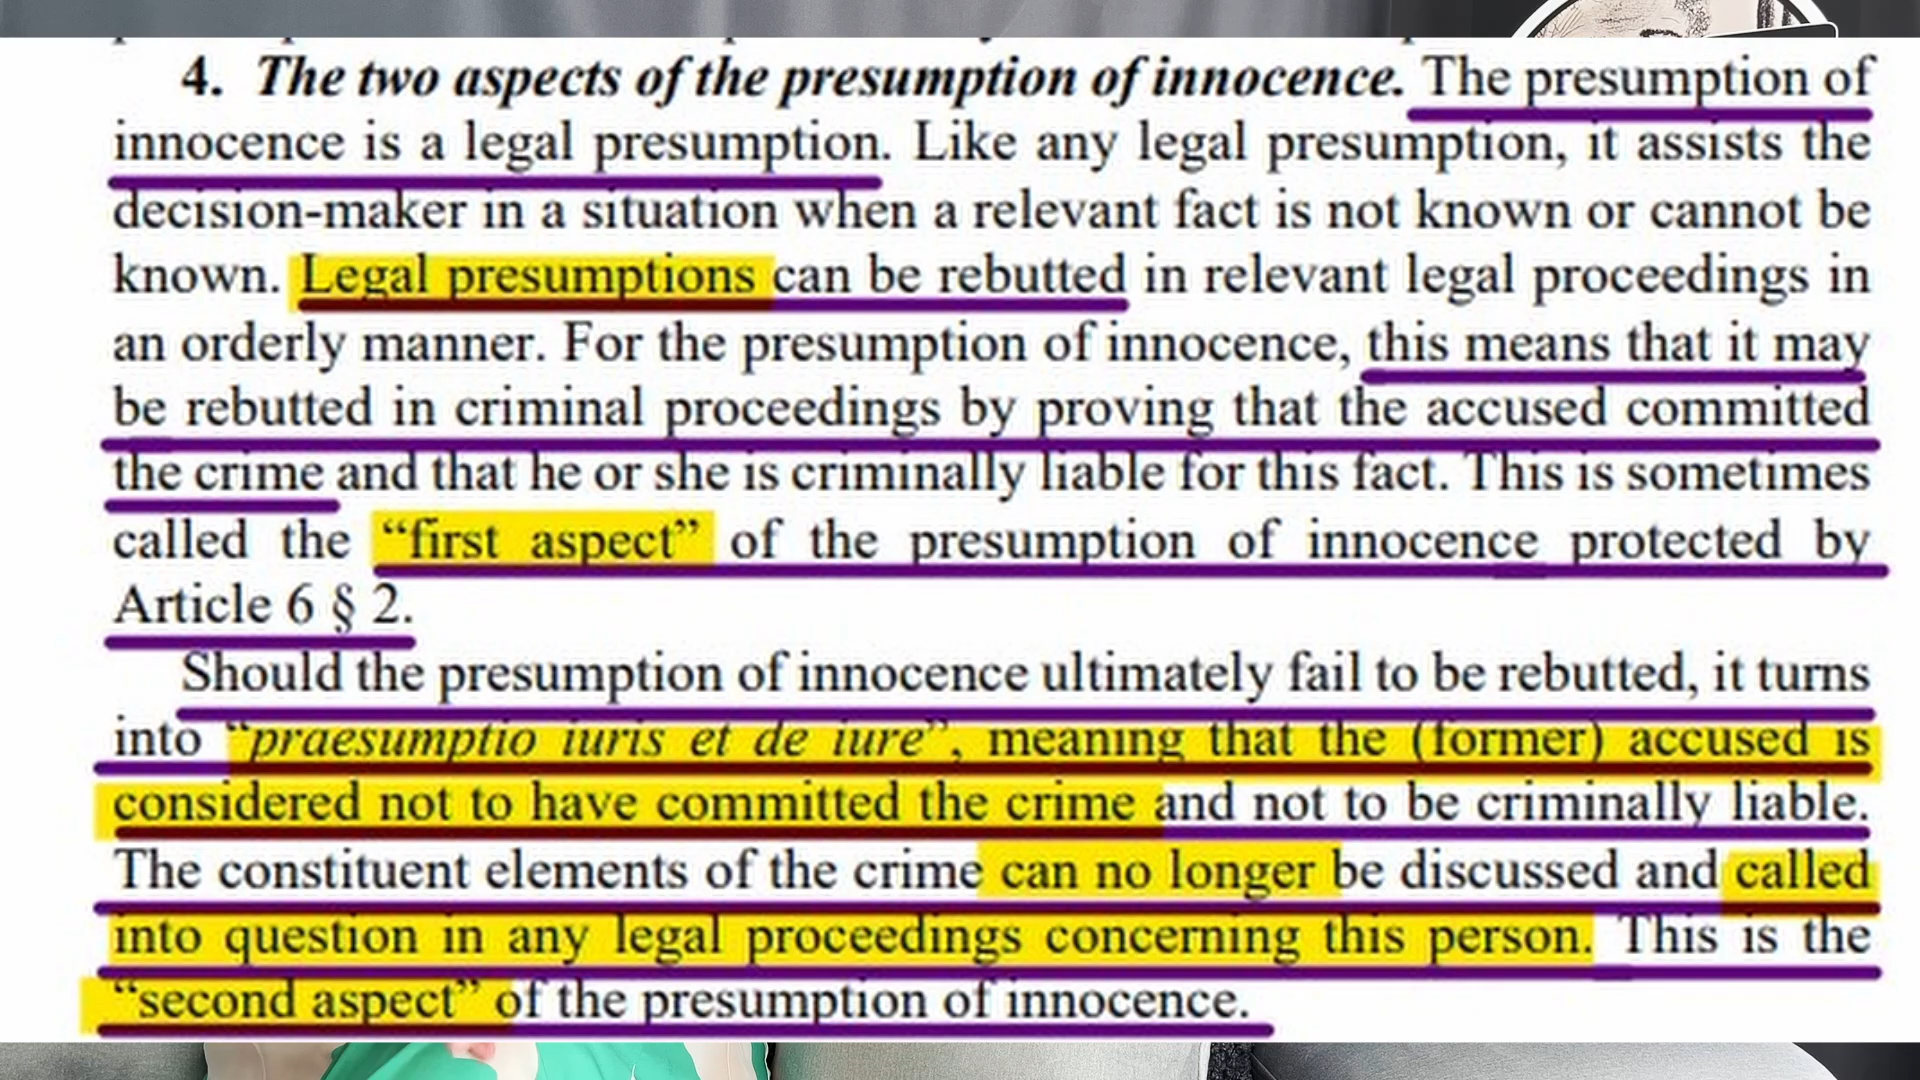 4. The two aspects of the presumption of innocence. The presumption of
innocence is a legal presumption. Like any legal presumption, it assists the
decision-maker in a situation when a relevant fact is not known or cannot be
known. Legal presumptions can be rebutted in relevant legal proceedings in
an orderly manner. For the presumption of innocence, this means that it may
be rebutted in criminal proceedings by proving that the accused committed
the crime and that he or she is criminally liable for this fact. This is sometimes
called the “first aspect” of the presumption of innocence protected by
Article 6 § 2.
Should the presumption of innocence ultimately fail to be rebutted, it turns
into “praesumptio iuris et de iure”, meaning that the (former) accused is
considered not to have committed the crime and not to be criminally liable.
The constituent elements of the crime can no longer be discussed and called
into question in any legal proceedings concerning this person. This is the
“second aspect” of the presumption of innocence.